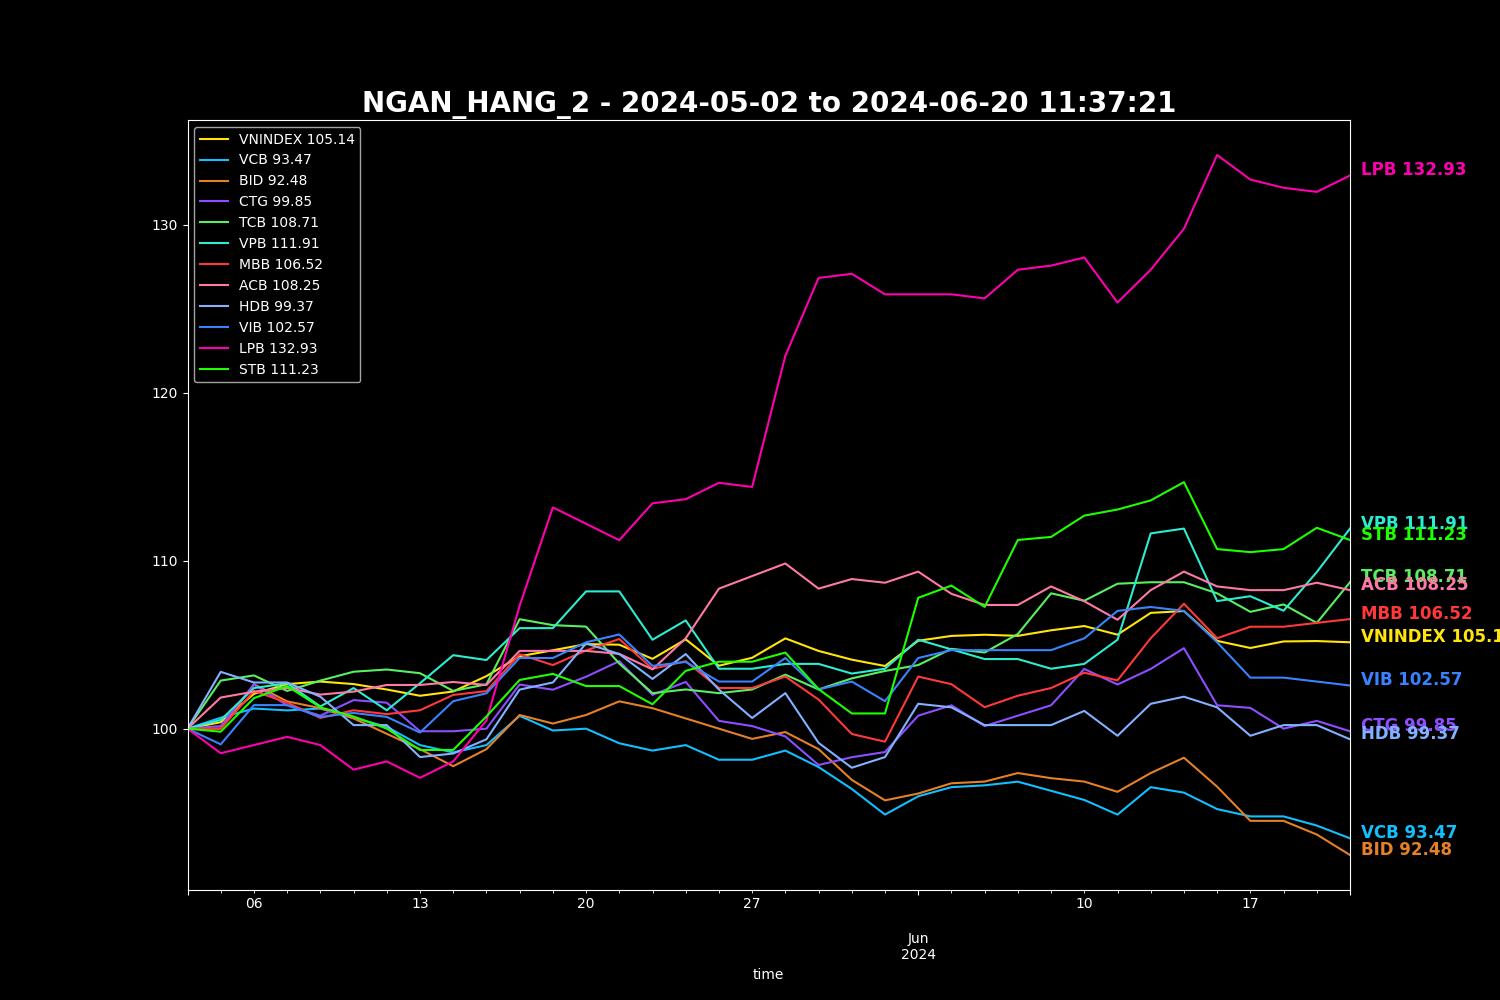 NGAN_HANG_2 - 2024-05-02 to 2024-06-20 11:37:21
VNINDEX 105.14
VCB 93.47
BID 92.48
CTG 99.85
TCB 108.71
VPB 111.91
MBB 106.52
ACB 108.25
HDB 99.37
VIB 102.57
LPB 132.93
STB 111.23
130
120
110
100
LPB 132.93
VPB 111.91
STB 111.23
TCB 108.71
ACB 108.25
MBB 106.52
VNINDEX 105.1
VIB 102.57
CTG 99.85
HDB 99.37
VCB 93.47
BID 92.48
06
13
20
27
10
17
Jun
2024
time